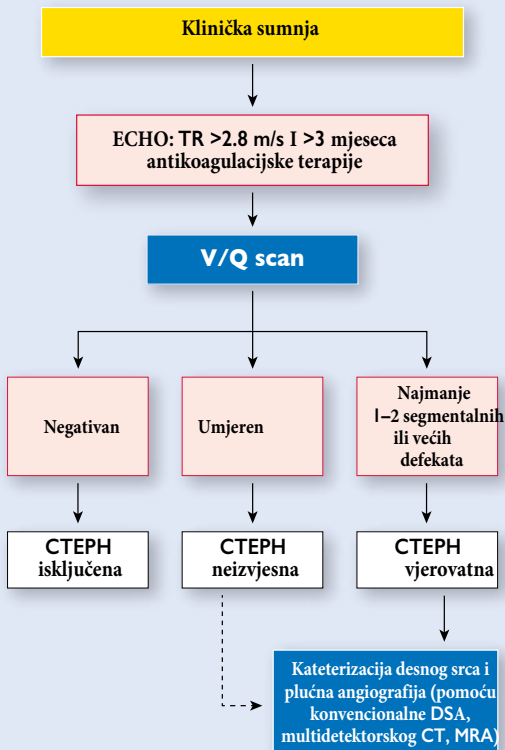 Klinička sumnja
ECHO: TR >2.8 m/s I >3 mjeseca
antikoagulacijske terapije
V/Q scan
Negativan
Umjeren
Najmanje
1–2 segmentalnih
ili većih
defekata
CTEPH
isključena
CTEPH
neizvjesna
CTEPH
vjerovatna
Kateterizacija desnog srca i
plućna angiografija (pomoću
konvencionalne DSA,
multidetektorskog CT, MRA)